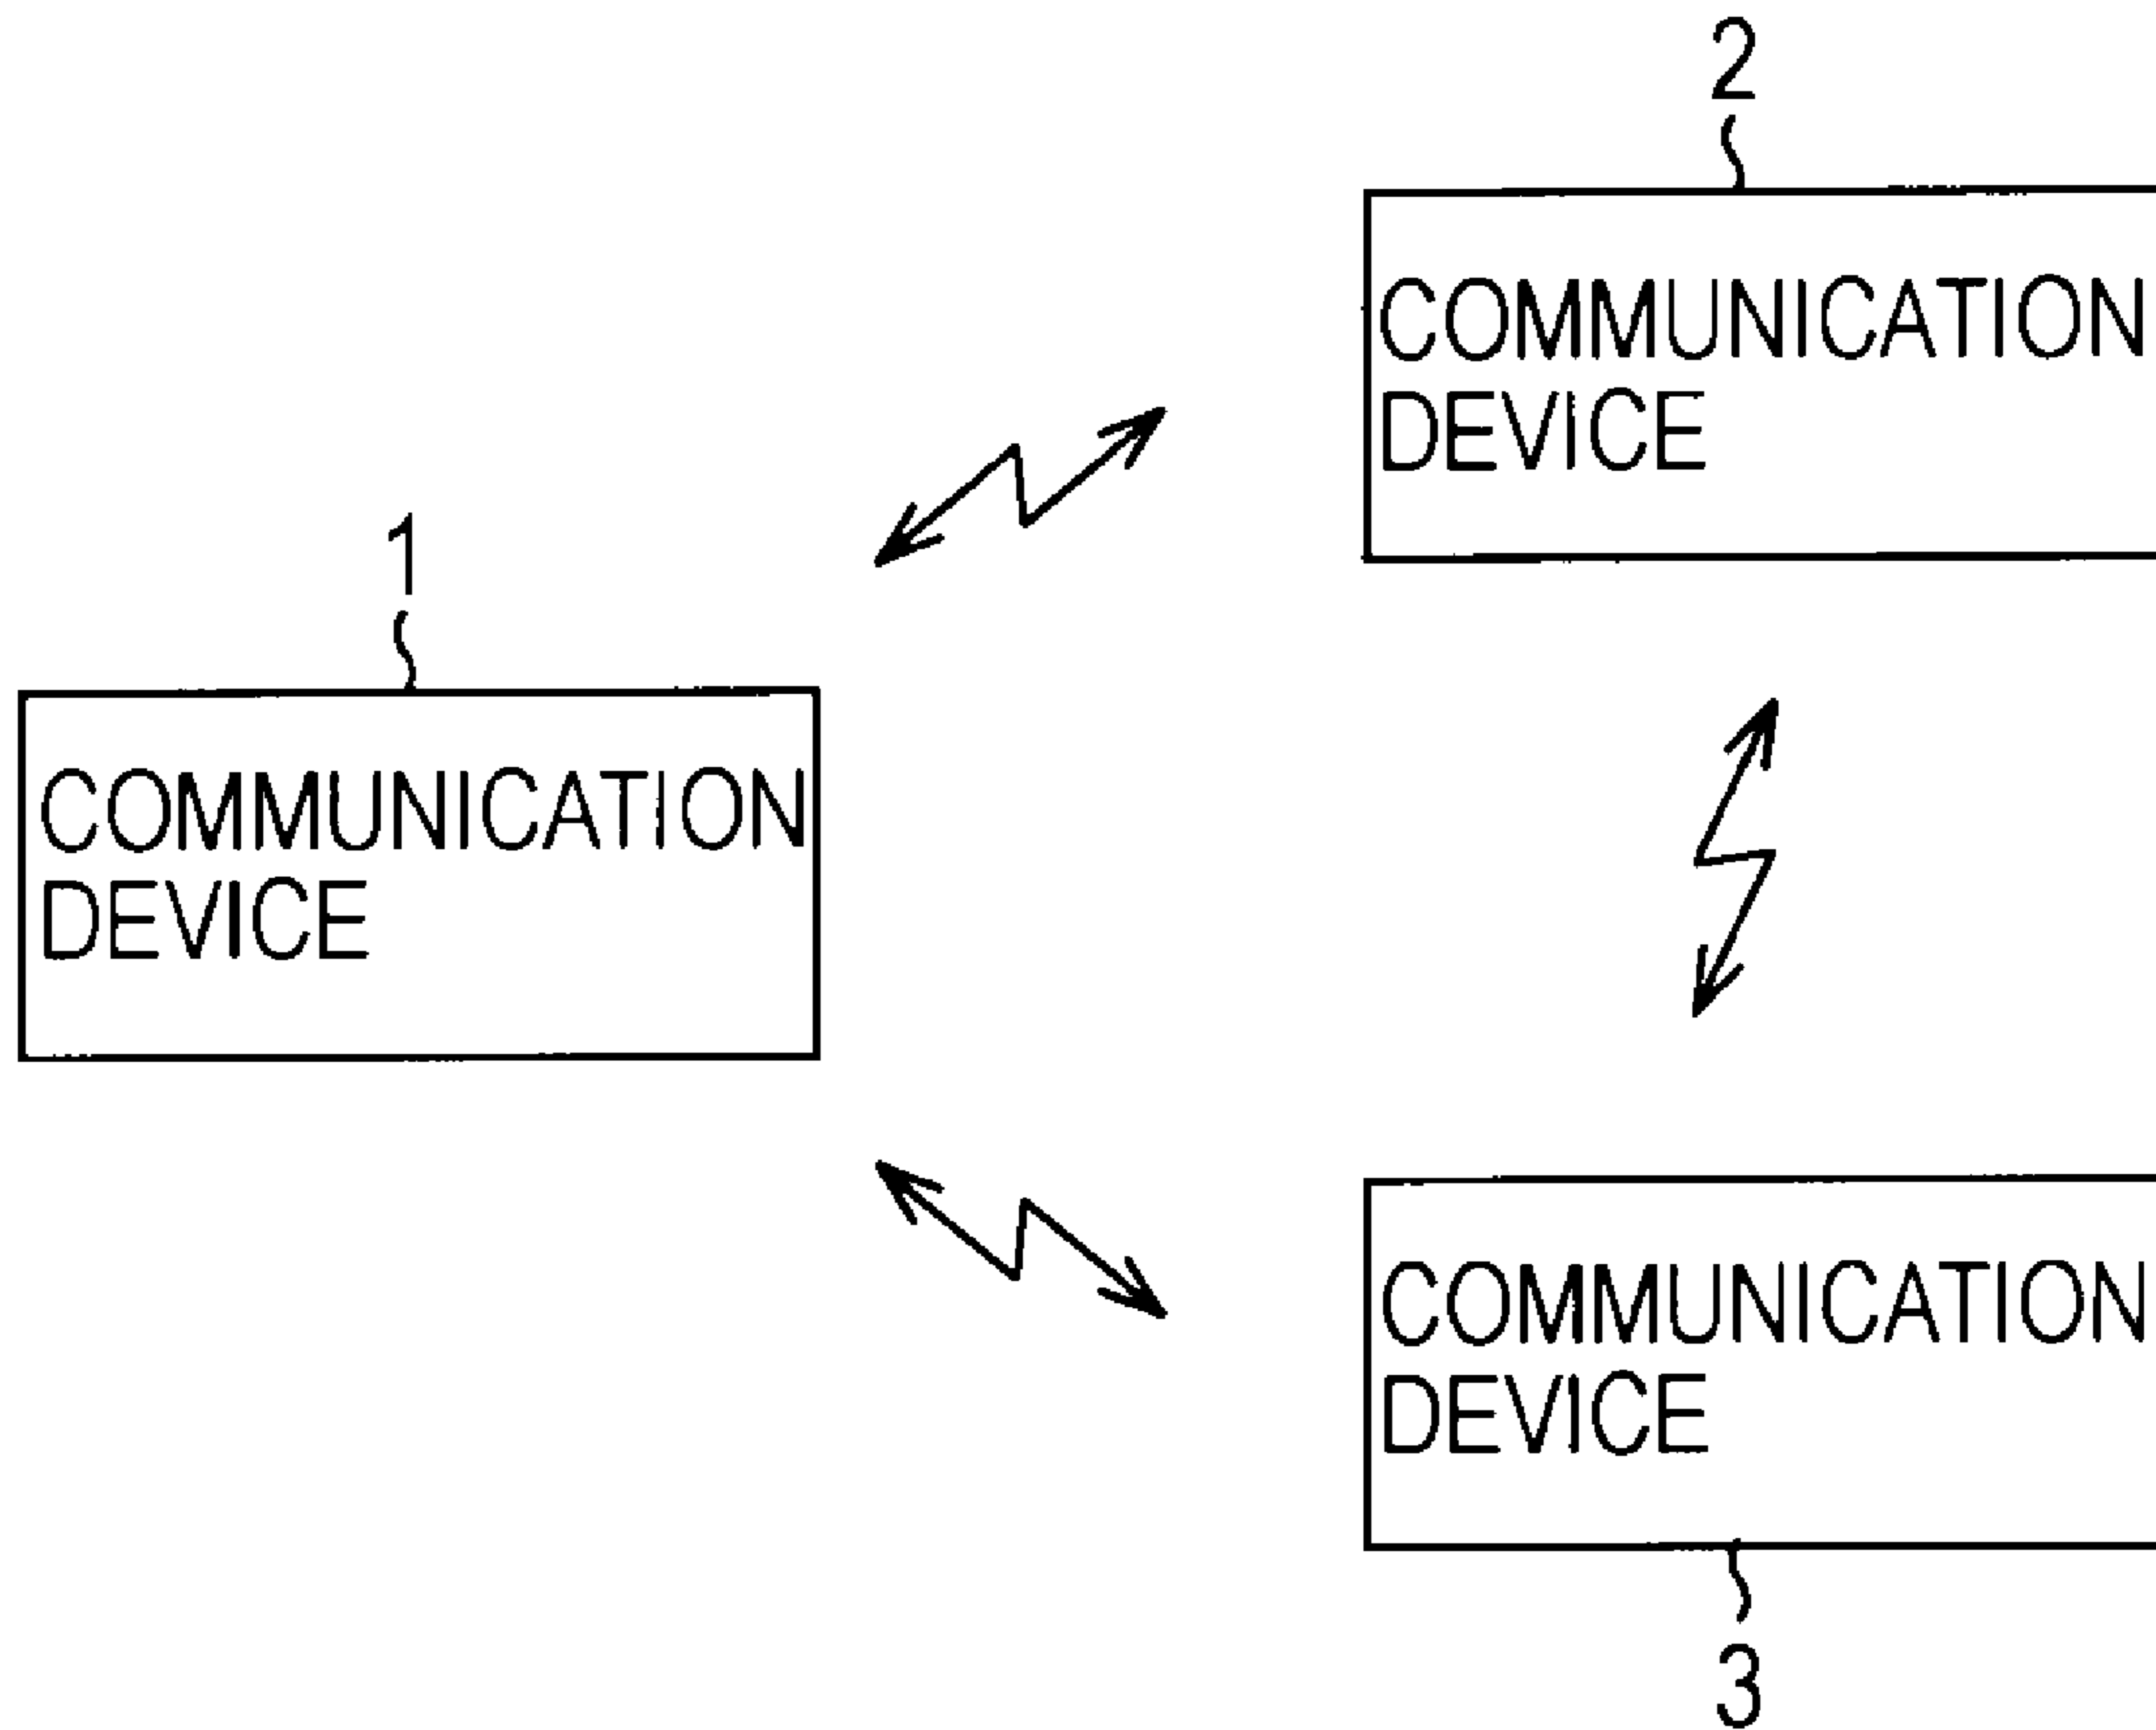 2
COMMUNICATION
DEVICE
1
COMMUNICATION
DEVICE
COMMUNICATION
DEVICE
3